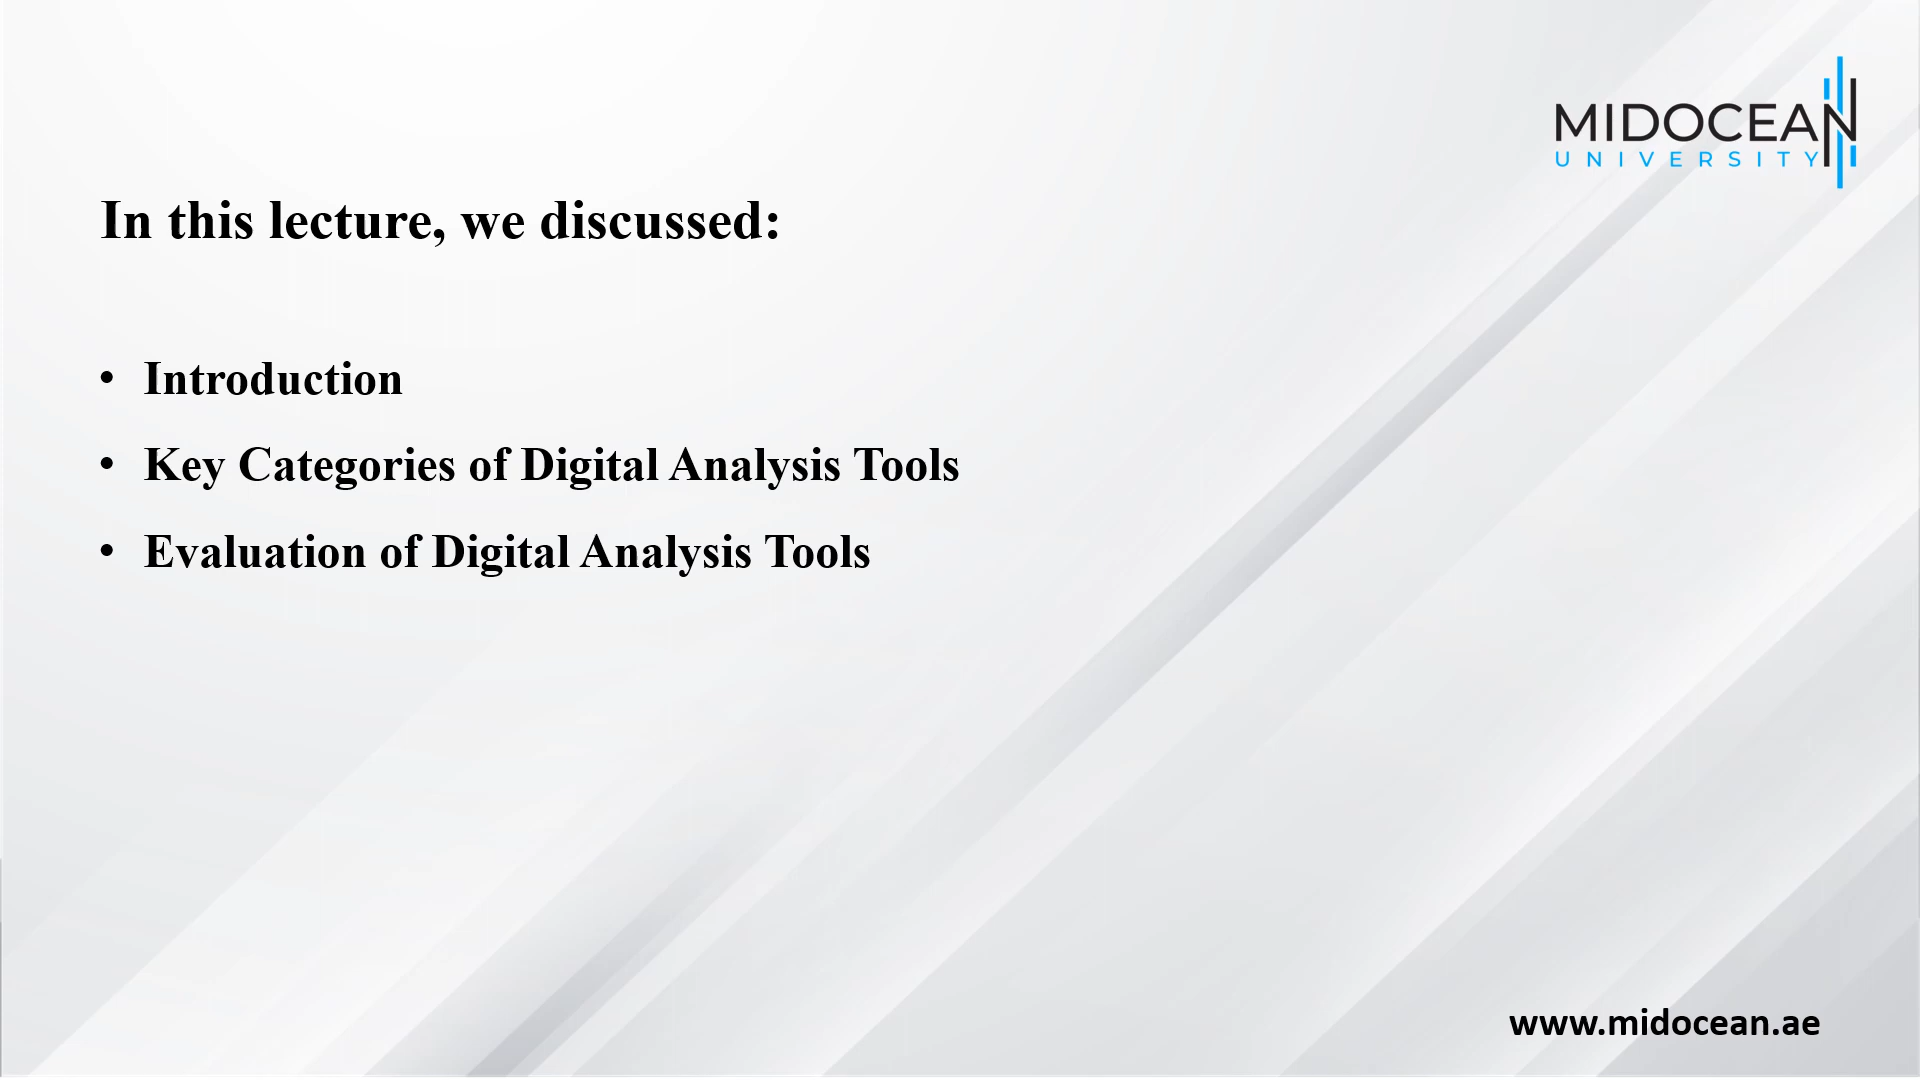 MIDOCEAN
UNIVERSITY
In this lecture, we discussed:
• Introduction
• Key Categories of Digital Analysis Tools
• Evaluation of Digital Analysis Tools
www.midocean.ae